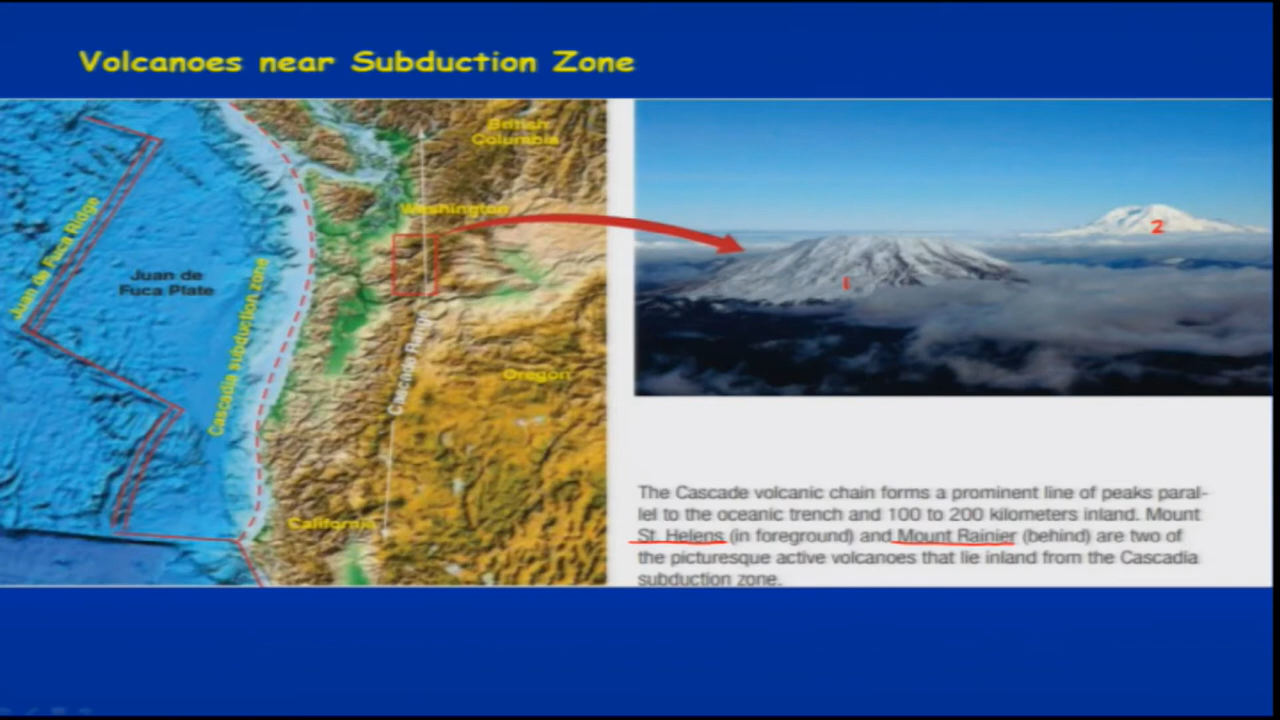 Volcanoes near Subduction Zone
British
Columbia
Washington
Juan de Fuca Ridge
Juan de
Fuca Plate
Cascadia subduction zone
Cascade Range
Oregon
California
1
2
The Cascade volcanic chain forms a prominent line of peaks paral-
lel to the oceanic trench and 100 to 200 kilometers inland. Mount
St. Helens (in foreground) and Mount Rainier (behind) are two of
the picturesque active volcanoes that lie inland from the Cascadia
subduction zone.